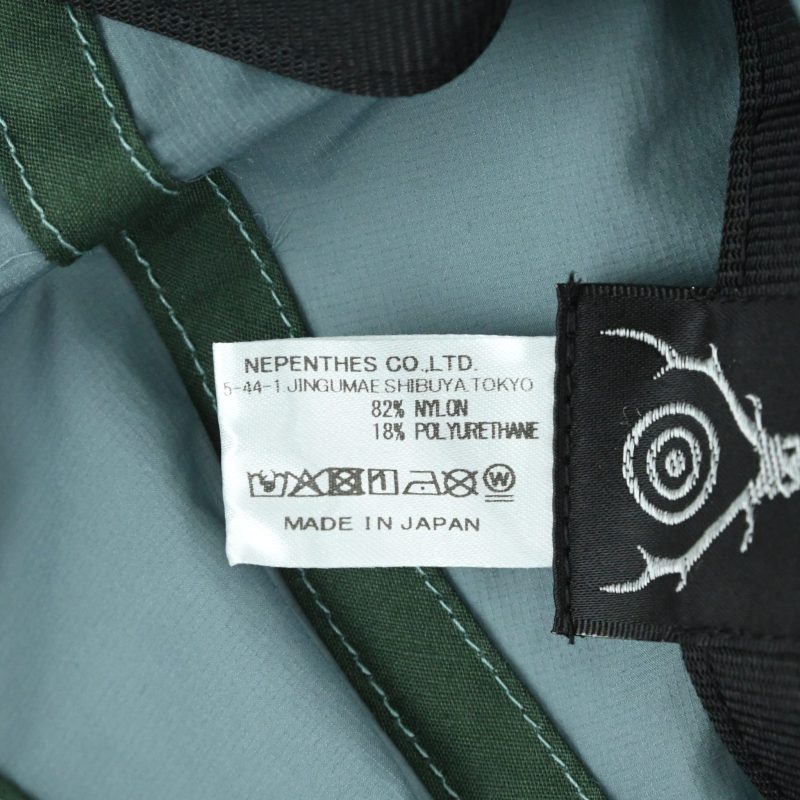 NEPENTHES CO.,LTD.
5-44-1 JINGUMAE SHIBUYA.TOKYO
82% NYLON
18% POLYURETHANE
W
MADE IN JAPAN